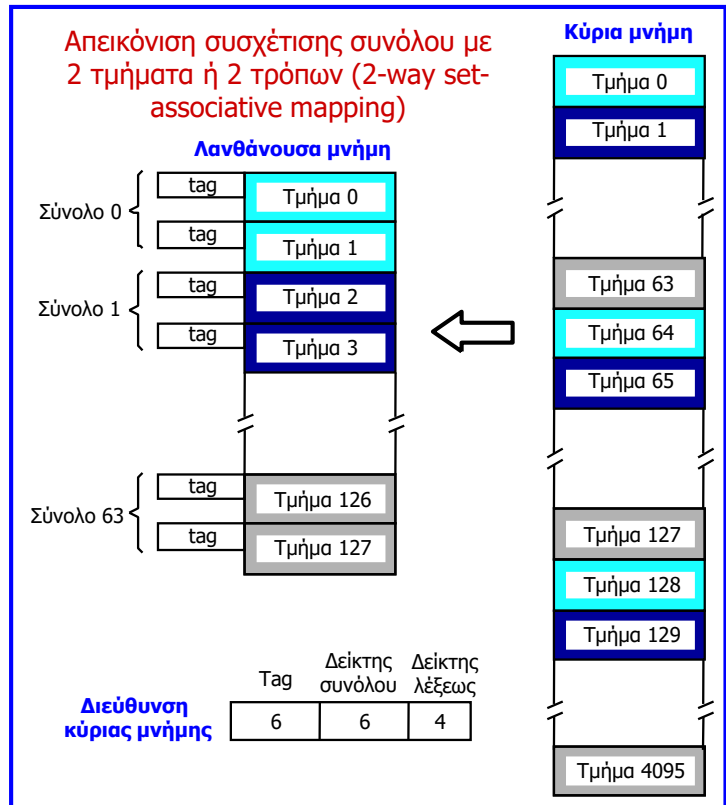 Απεικόνιση συσχέτισης συνόλου με
2 τμήματα ή 2 τρόπων (2-way set-
associative mapping)
Λανθάνουσα μνήμη
Σύνολο 0
tag
Τμήμα 0
tag
Τμήμα 1
Σύνολο 1
tag
Τμήμα 2
tag
Τμήμα 3
Σύνολο 63
tag
Τμήμα 126
tag
Τμήμα 127
Κύρια μνήμη
Τμήμα 0
Τμήμα 1
Τμήμα 63
Τμήμα 64
Τμήμα 65
Τμήμα 127
Τμήμα 128
Τμήμα 129
Τμήμα 4095
Διεύθυνση
κύριας μνήμης
Tag
Δείκτης
συνόλου
Δείκτης
λέξεως
6
6
4